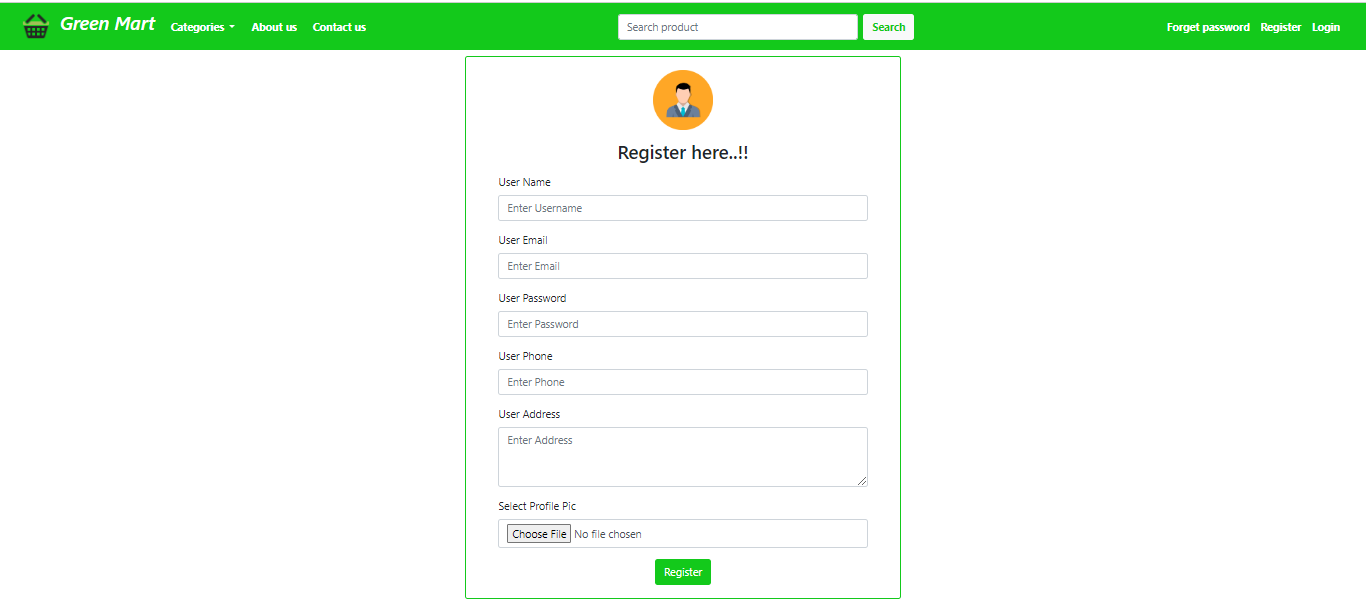 Green Mart Categories About us Contact us Search product Search Forget password Register Login
Register here..!!
User Name
Enter Username
User Email
Enter Email
User Password
Enter Password
User Phone
Enter Phone
User Address
Enter Address
Select Profile Pic
Choose File No file chosen
Register